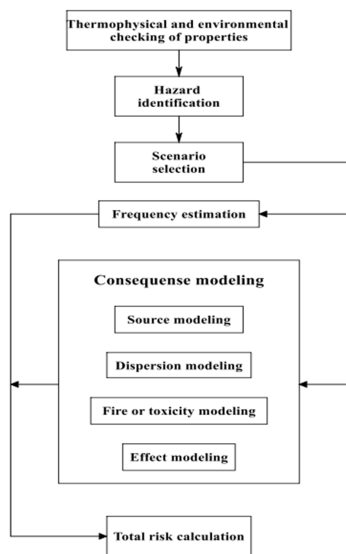 Thermophysical and environmental
checking of properties
Hazard
identification
Scenario
selection
Frequency estimation
Consequense modeling
Source modeling
Dispersion modeling
Fire or toxicity modeling
Effect modeling
Total risk calculation